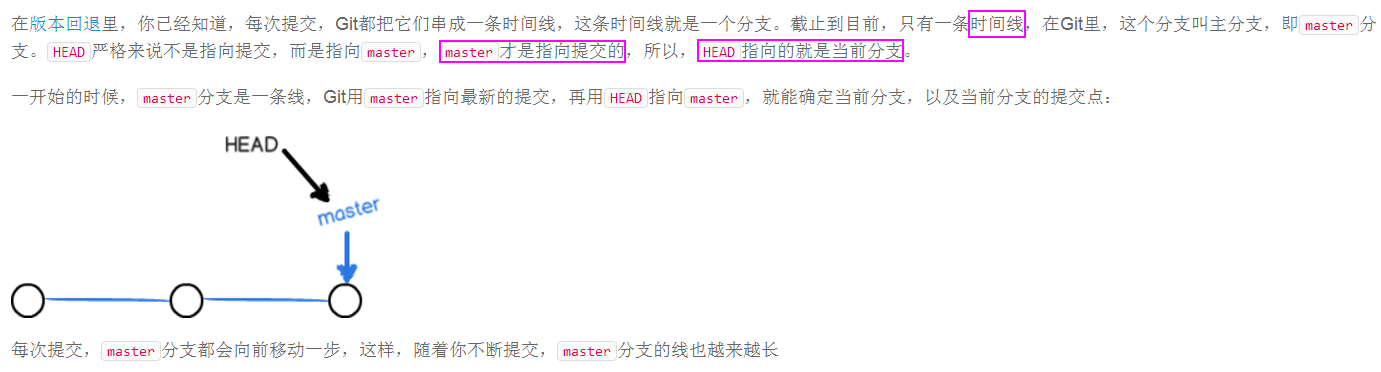 在版本回退里，你已经知道，每次提交，Git都把它们串成一条时间线，这条时间线就是一个分支。截止到目前，只有一条时间线，在Git里，这个分支叫主分支，即master分
支。HEAD严格来说不是指向提交，而是指向master，master才是指向提交的，所以，HEAD指向的就是当前分支。
一开始的时候，master分支是一条线，Git用master指向最新的提交，再用HEAD指向master，就能确定当前分支，以及当前分支的提交点：
HEAD
master
每次提交，master分支都会向前移动一步，这样，随着你不断提交，master分支的线也越来越长